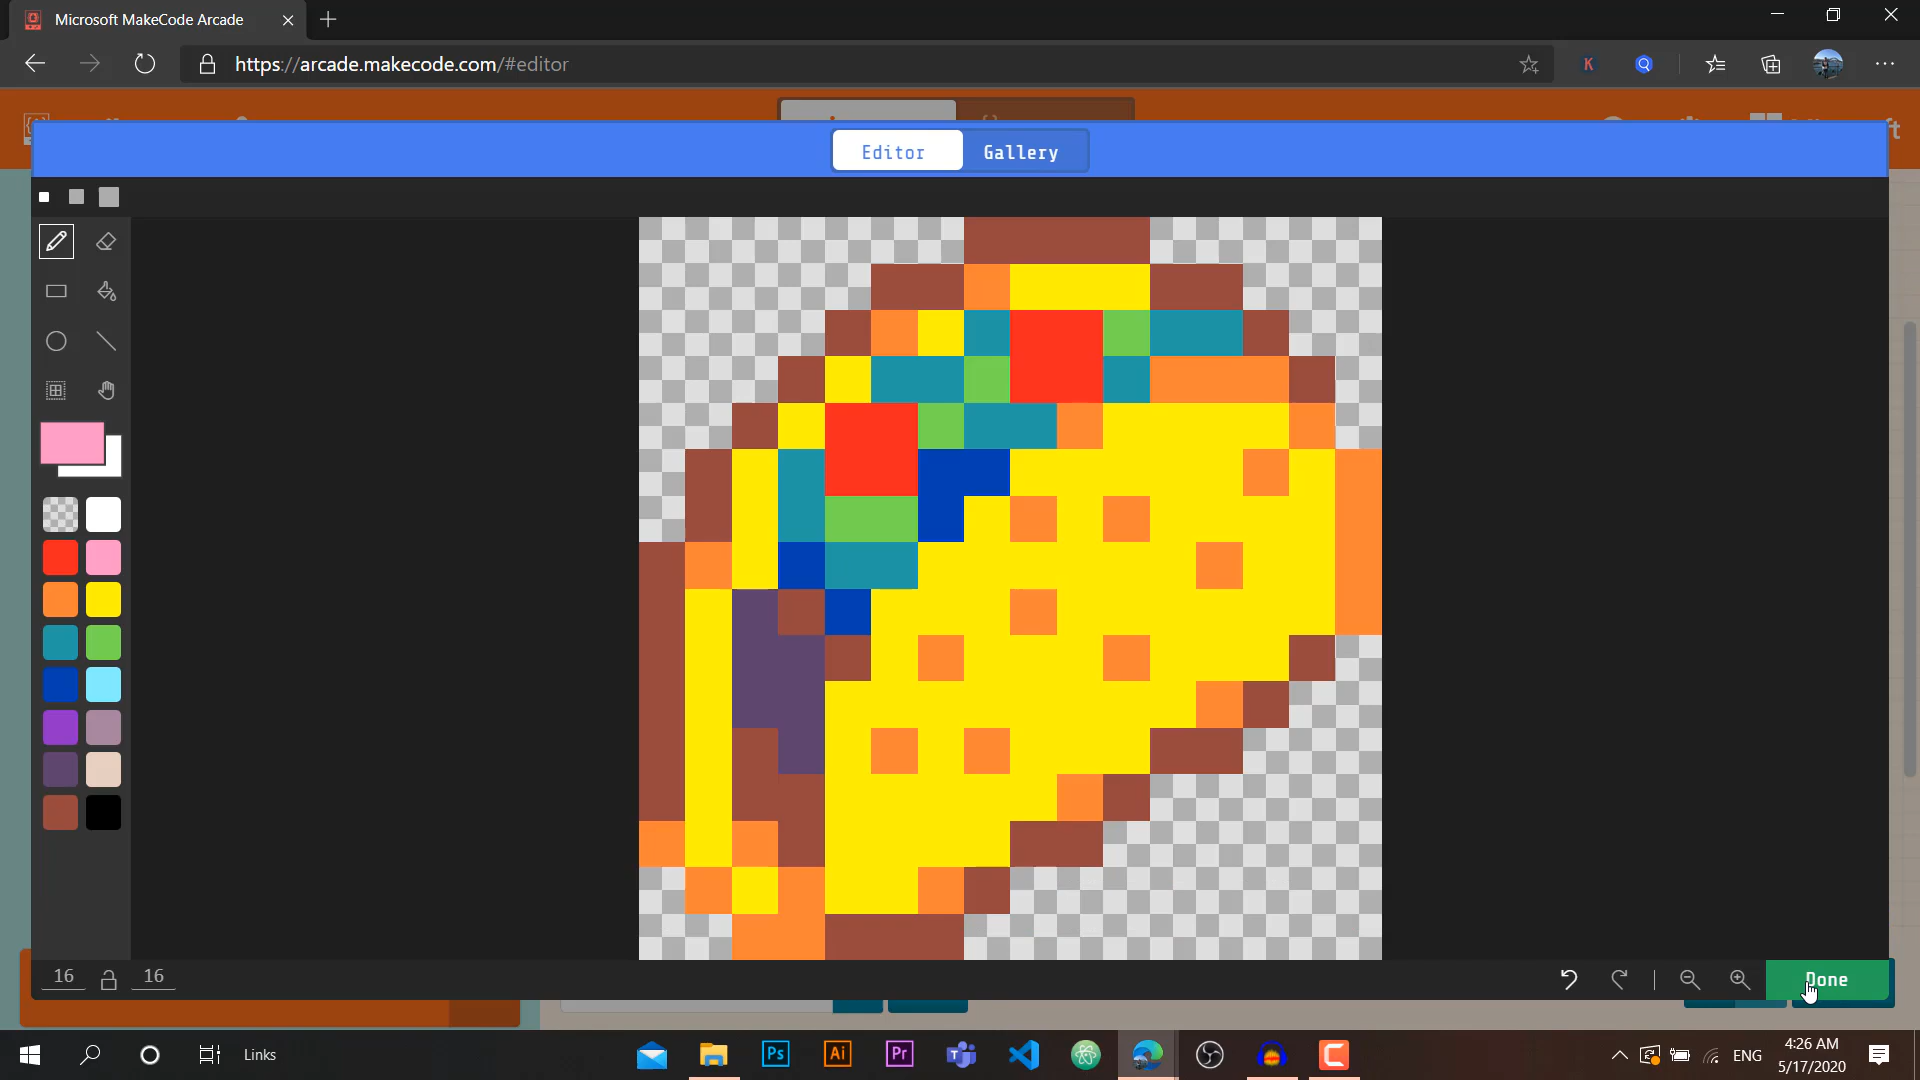 Microsoft MakeCode Arcade
https://arcade.makecode.com/#editor
K
Editor
Gallery
16
16
Done
Links
Ps
Ai
Pr
ENG
4:26 AM
5/17/2020